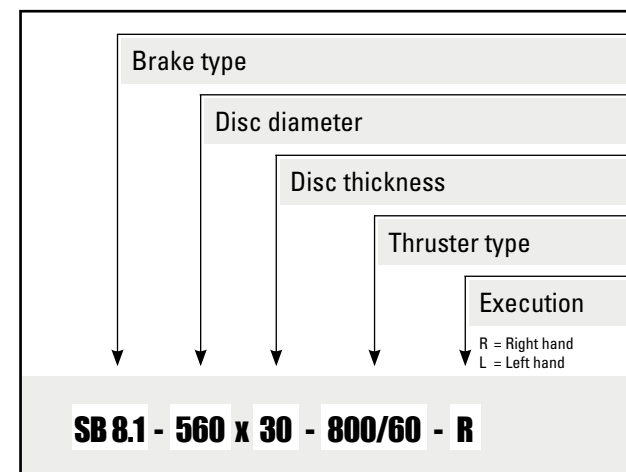 Brake type
Disc diameter
Disc thickness
Thruster type
Execution
R = Right hand
L = Left hand
SB 8.1 - 560 x 30 - 800/60 - R